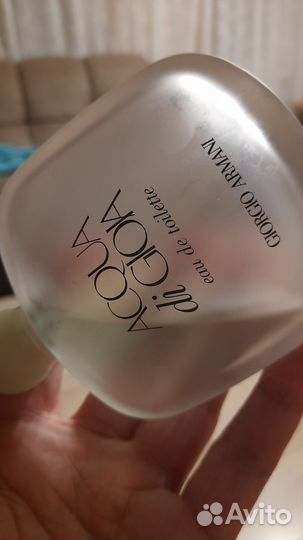 ACQUA
di GIOIA
eau de toilette
GIORGIO ARMANI
Avito